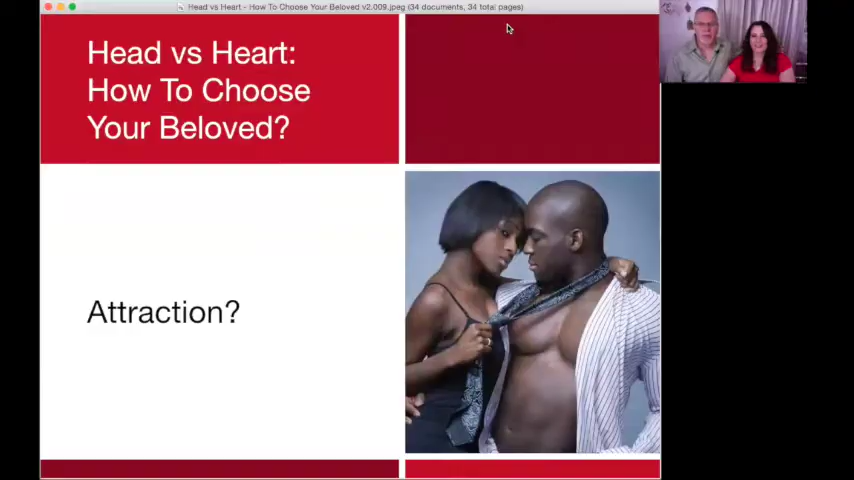 Head vs Heart - How To Choose Your Beloved v2.009.jpeg (34 documents, 34 total pages)
Head vs Heart:
How To Choose
Your Beloved?
Attraction?